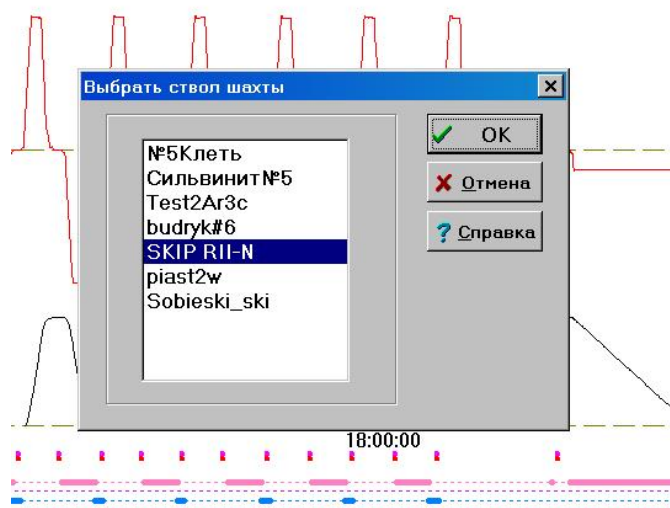 Выбрать ствол шахты
№5Клеть
Сильвинит№5
Test2Ar3c
budryk#6
SKIP RII-N
piast2w
Sobieski_ski
OK
Отмена
Справка
18:00:00